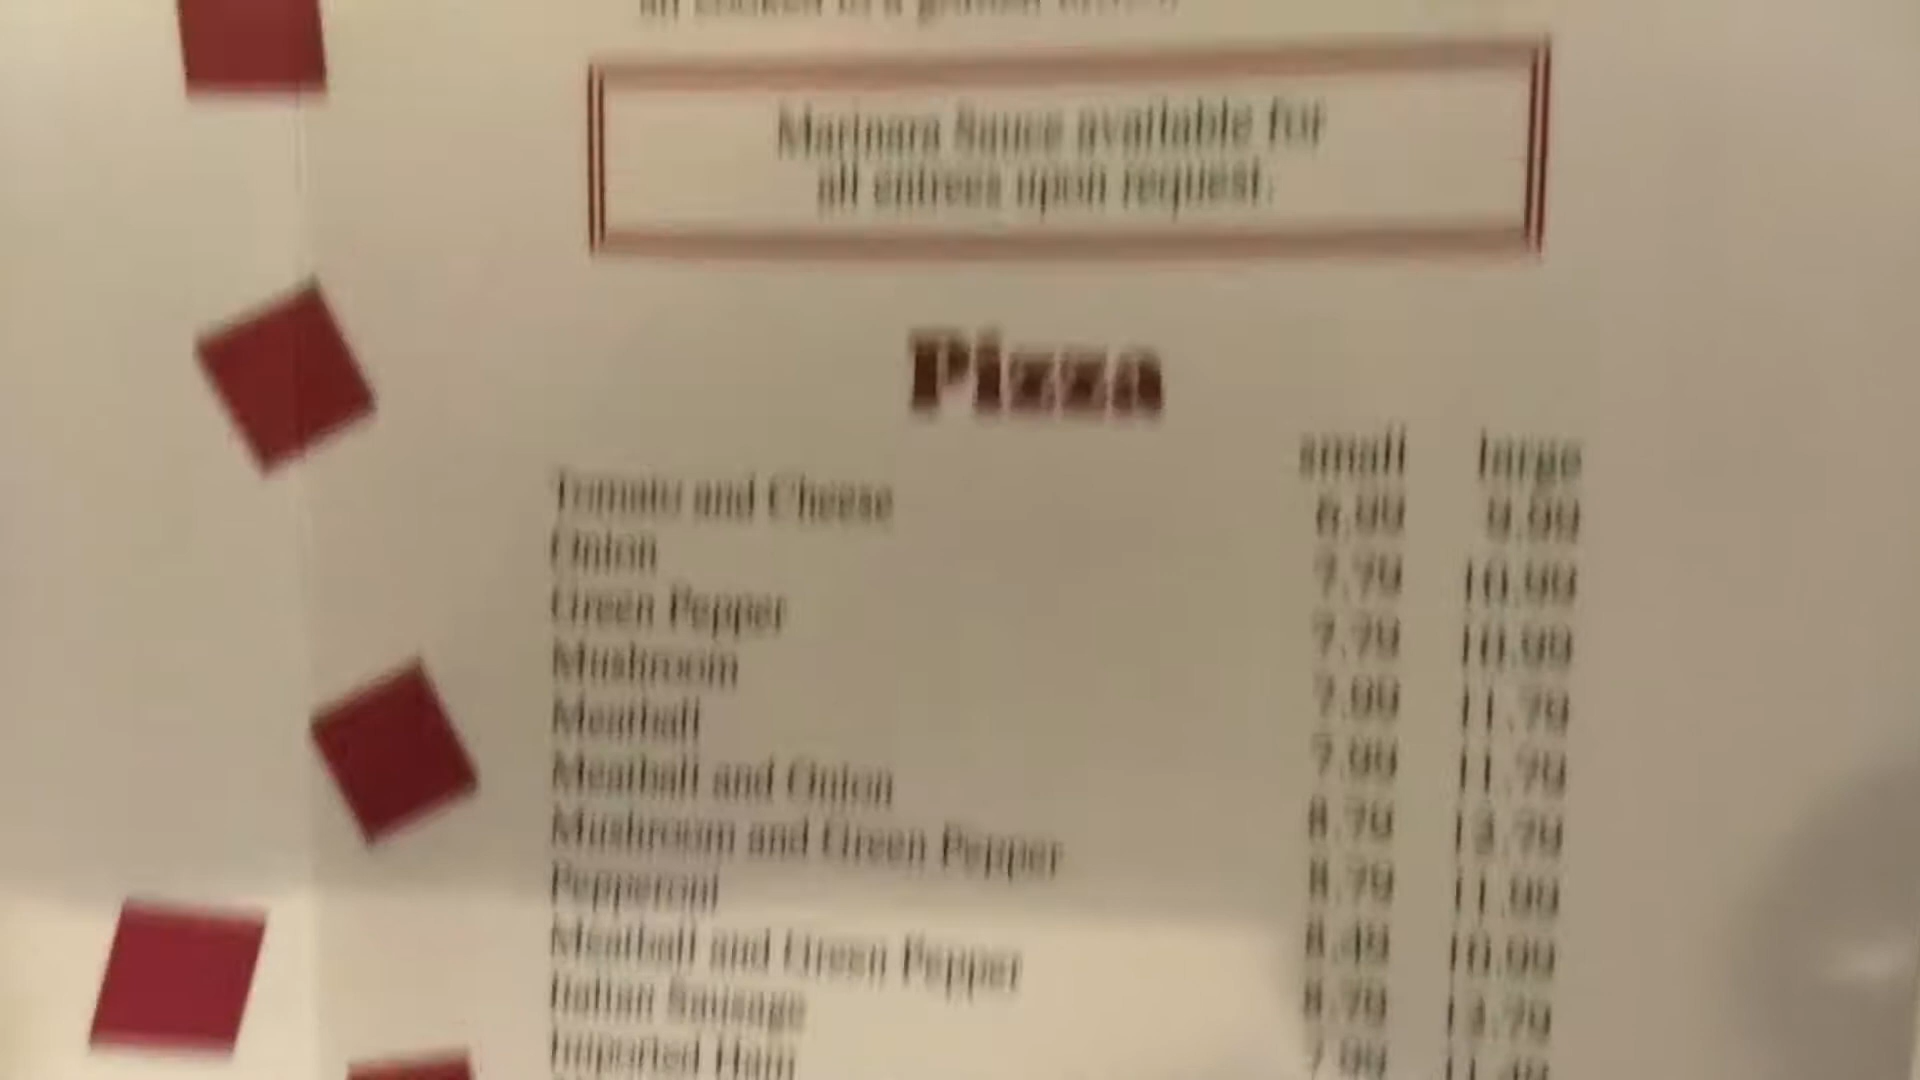 Marinara Sauce available for
all entrees upon request.
Pizza
small large
Tomato and Cheese 6.99 9.99
Onion 7.79 10.99
Green Pepper 7.79 10.99
Mushroom 7.99 11.79
Meatball 7.99 11.79
Meatball and Onion 8.79 13.79
Mushroom and Green Pepper 8.79 11.99
Pepperoni 8.49 10.99
Meatball and Green Pepper 8.79 13.79
Italian Sausage 7.99
Imported Ham